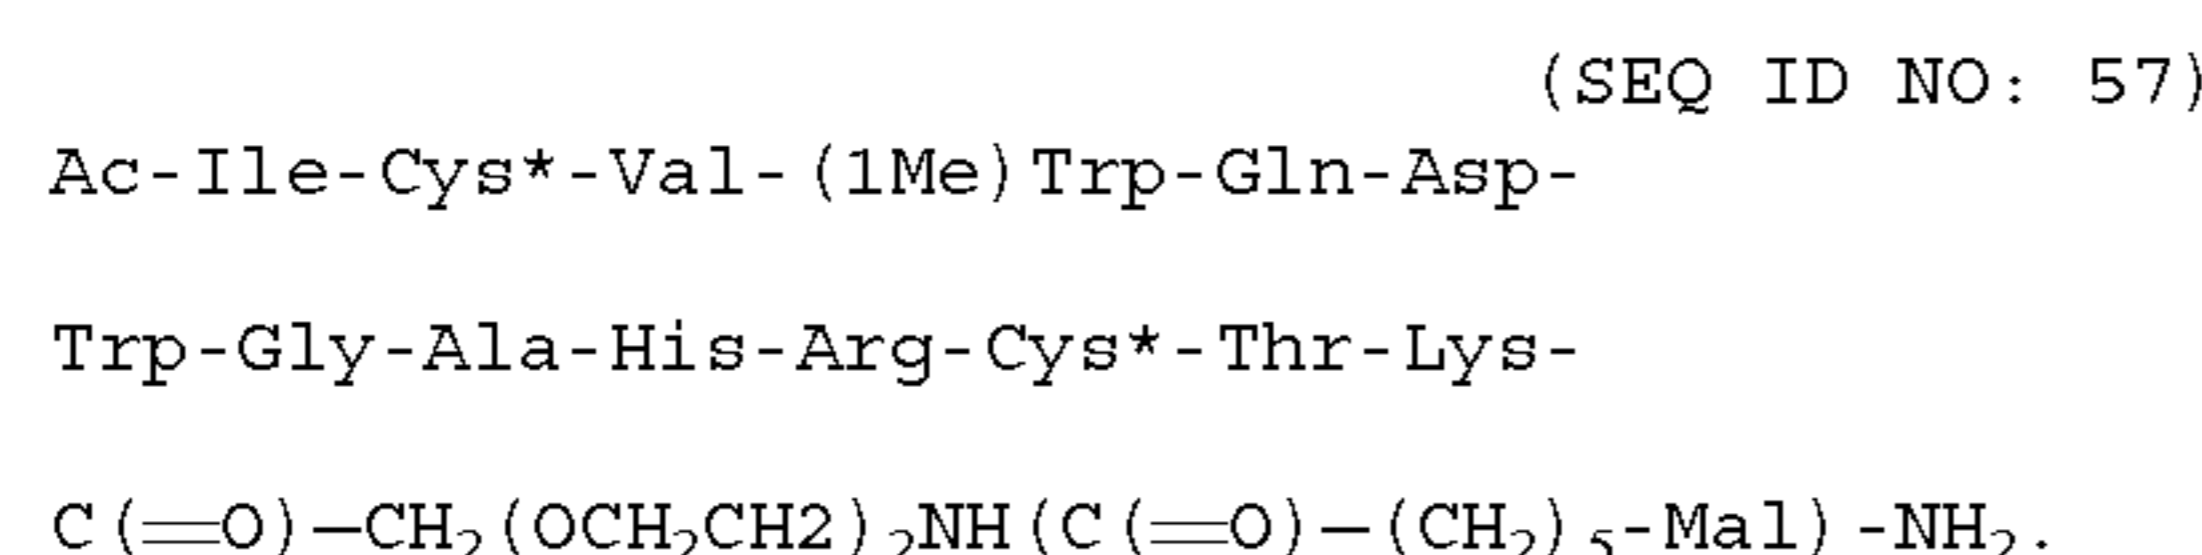 (SEQ ID NO: 57)
Ac-Ile-Cys*-Val-(1Me)Trp-Gln-Asp-
Trp-Gly-Ala-His-Arg-Cys*-Thr-Lys-
C(=O)—CH₂(OCH₂CH2)₂NH(C(=O)—(CH₂)₅-Mal)-NH₂.